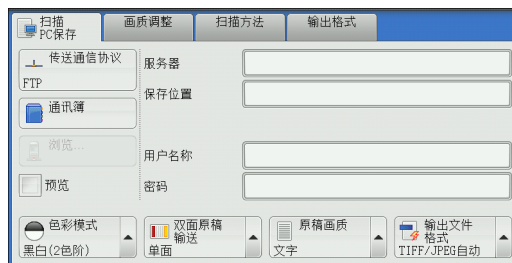 扫描
PC保存
画质调整
扫描方法
输出格式
传送通信协议
FTP
服务器
保存位置
通讯簿
浏览...
用户名称
预览
密码
色彩模式
黑白(2色阶)
双面原稿
输送
单面
原稿画质
文字
输出文件
格式
TIFF/JPEG自动